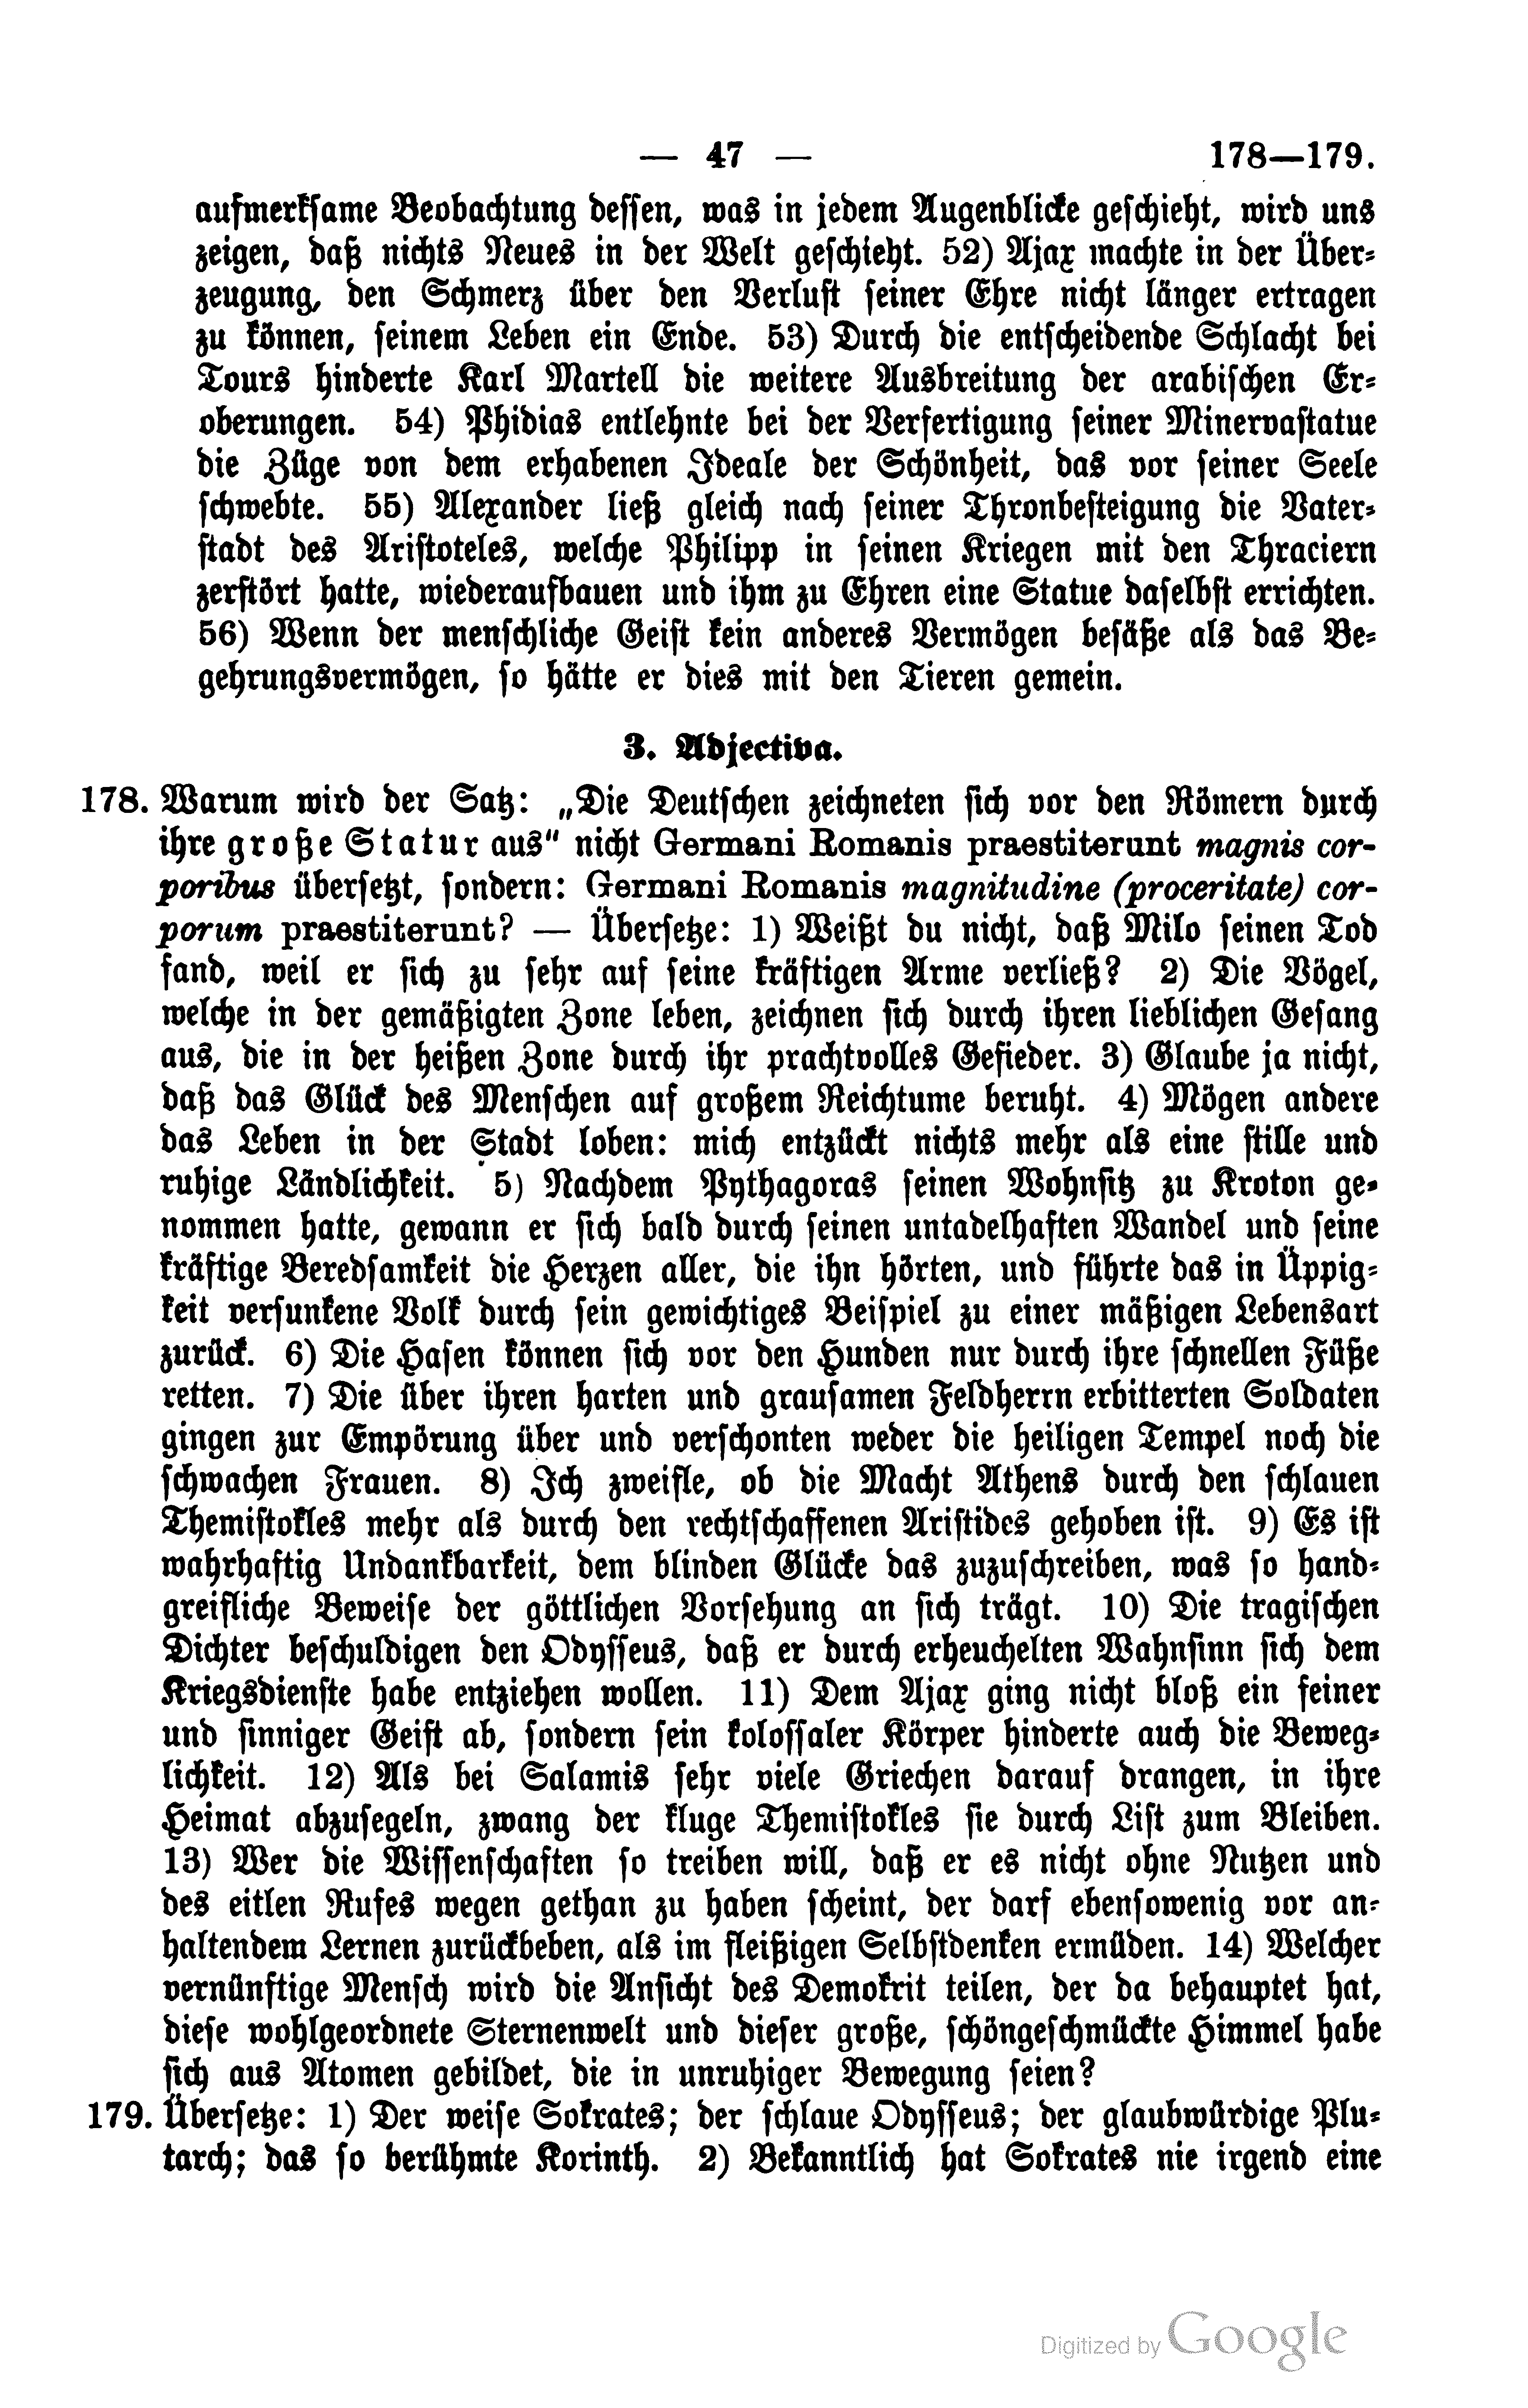 — 47 — 178—179.
aufmerksame Beobachtung dessen, was in jedem Augenblicke geschieht, wird uns
zeigen, daß nichts Neues in der Welt geschieht. 52) Ajax machte in der Über-
zeugung, den Schmerz über den Verlust seiner Ehre nicht länger ertragen
zu können, seinem Leben ein Ende. 53) Durch die entscheidende Schlacht bei
Tours hinderte Karl Martell die weitere Ausbreitung der arabischen Er-
oberungen. 54) Phidias entlehnte bei der Verfertigung seiner Minervastatue
die Züge von dem erhabenen Ideale der Schönheit, das vor seiner Seele
schwebte. 55) Alexander ließ gleich nach seiner Thronbesteigung die Vater-
stadt des Aristoteles, welche Philipp in seinen Kriegen mit den Thraciern
zerstört hatte, wiederaufbauen und ihm zu Ehren eine Statue daselbst errichten.
56) Wenn der menschliche Geist kein anderes Vermögen besäße als das Be-
gehrungsvermögen, so hätte er dies mit den Tieren gemein.
3. Adjectiva.
178. Warum wird der Satz: „Die Deutschen zeichneten sich vor den Römern durch
ihre große Statur aus" nicht Germani Romanis praestiterunt magnis cor-
poribus übersetzt, sondern: Germani Romanis magnitudine (proceritate) cor-
porum praestiterunt? — Übersetze: 1) Weißt du nicht, daß Milo seinen Tod
fand, weil er sich zu sehr auf seine kräftigen Arme verließ? 2) Die Vögel,
welche in der gemäßigten Zone leben, zeichnen sich durch ihren lieblichen Gesang
aus, die in der heißen Zone durch ihr prachtvolles Gefieder. 3) Glaube ja nicht,
daß das Glück des Menschen auf großem Reichtume beruht. 4) Mögen andere
das Leben in der Stadt loben: mich entzückt nichts mehr als eine stille und
ruhige Ländlichkeit. 5) Nachdem Pythagoras seinen Wohnsitz zu Kroton ge-
nommen hatte, gewann er sich bald durch seinen untadelhaften Wandel und seine
kräftige Beredsamkeit die Herzen aller, die ihn hörten, und führte das in Üppig-
keit versunkene Volk durch sein gewichtiges Beispiel zu einer mäßigen Lebensart
zurück. 6) Die Hasen können sich vor den Hunden nur durch ihre schnellen Füße
retten. 7) Die über ihren harten und grausamen Feldherrn erbitterten Soldaten
gingen zur Empörung über und verschonten weder die heiligen Tempel noch die
schwachen Frauen. 8) Ich zweifle, ob die Macht Athens durch den schlauen
Themistokles mehr als durch den rechtschaffenen Aristides gehoben ist. 9) Es ist
wahrhaftig Undankbarkeit, dem blinden Glücke das zuzuschreiben, was so hand-
greifliche Beweise der göttlichen Vorsehung an sich trägt. 10) Die tragischen
Dichter beschuldigen den Odysseus, daß er durch erheuchelten Wahnsinn sich dem
Kriegsdienste habe entziehen wollen. 11) Dem Ajax ging nicht bloß ein feiner
und sinniger Geist ab, sondern sein kolossaler Körper hinderte auch die Beweg-
lichkeit. 12) Als bei Salamis sehr viele Griechen darauf drangen, in ihre
Heimat abzusegeln, zwang der kluge Themistokles sie durch List zum Bleiben.
13) Wer die Wissenschaften so treiben will, daß er es nicht ohne Nutzen und
des eitlen Rufes wegen gethan zu haben scheint, der darf ebensowenig vor an-
haltendem Lernen zurückbeben, als im fleißigen Selbstdenken ermüden. 14) Welcher
vernünftige Mensch wird die Ansicht des Demokrit teilen, der da behauptet hat,
diese wohlgeordnete Sternenwelt und dieser große, schöngeschmückte Himmel habe
sich aus Atomen gebildet, die in unruhiger Bewegung seien?
179. Übersetze: 1) Der weise Sokrates; der schlaue Odysseus; der glaubwürdige Plu-
tarch; das so berühmte Korinth. 2) Bekanntlich hat Sokrates nie irgend eine
Digitized by Google